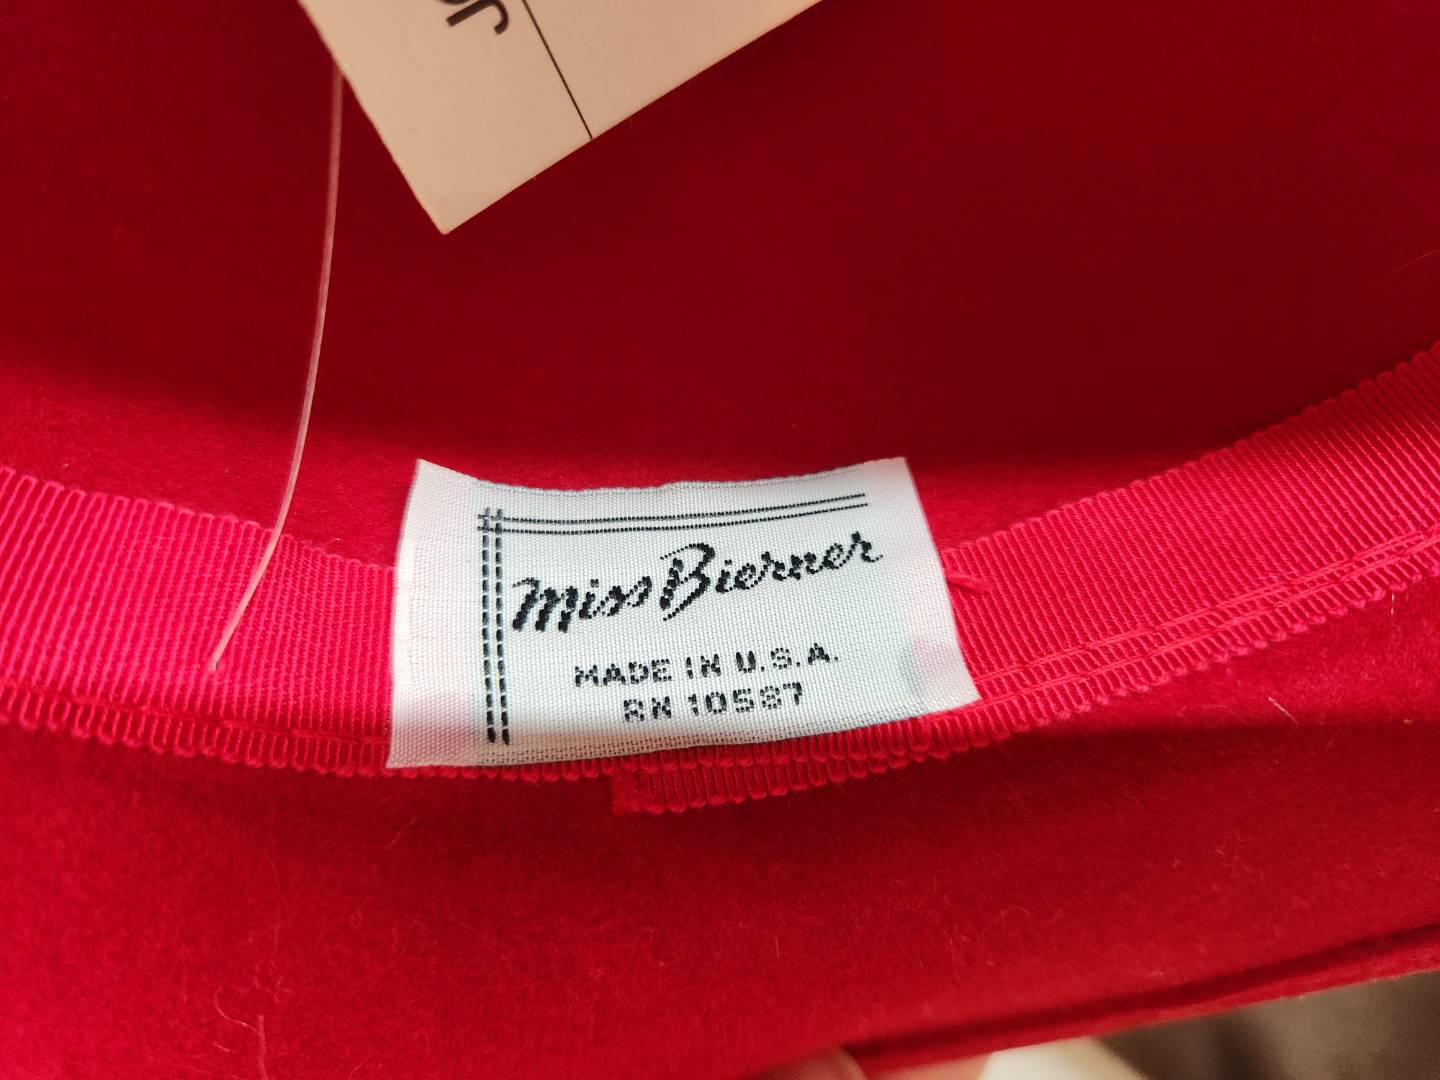 Miss Bierner
MADE IN U.S.A.
RN 10587